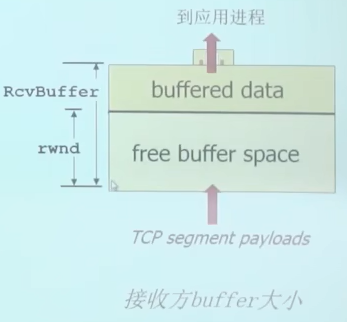 到应用进程
RcvBuffer
buffered data
rwnd
free buffer space
TCP segment payloads
接收方buffer大小